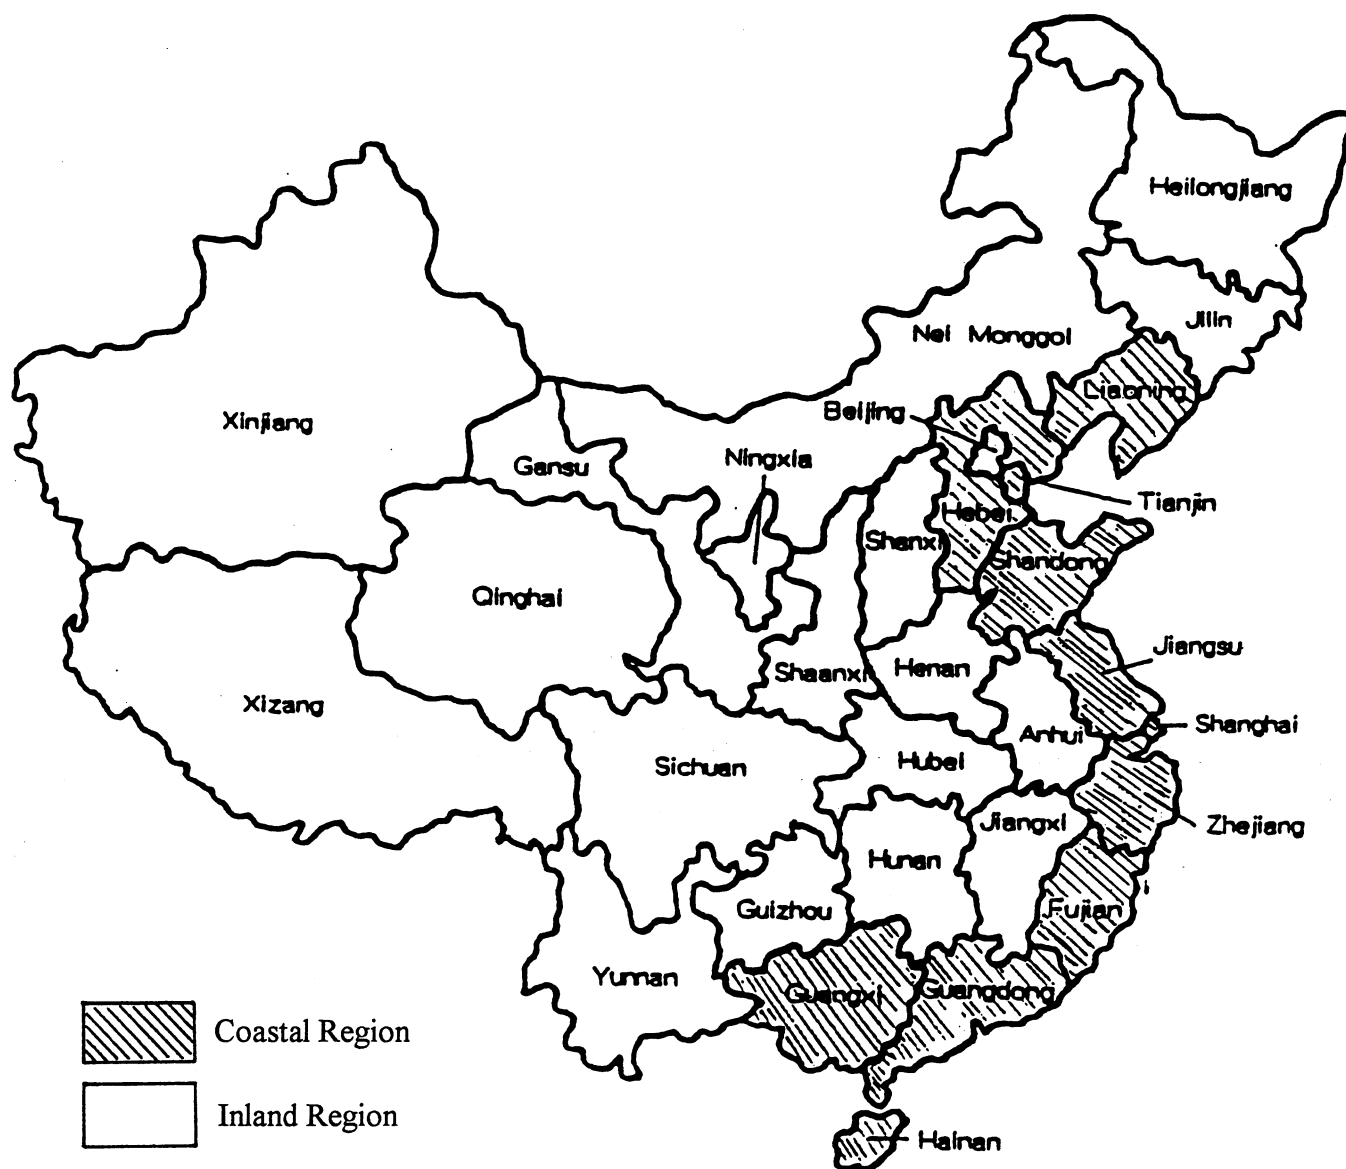 Heilongjiang
Jilin
Nei Monggol
Liaoning
Beijing
Xinjiang
Ningxia
Gansu
Tianjin
Hebei
Shanxi
Shandong
Qinghai
Jiangsu
Henan
Shaanxi
Xizang
Shanghai
Anhui
Hubei
Sichuan
Jiangxi
Zhejiang
Hunan
Guizhou
Fujian
Yunnan
Guangxi
Guangdong
Coastal Region
Inland Region
Hainan